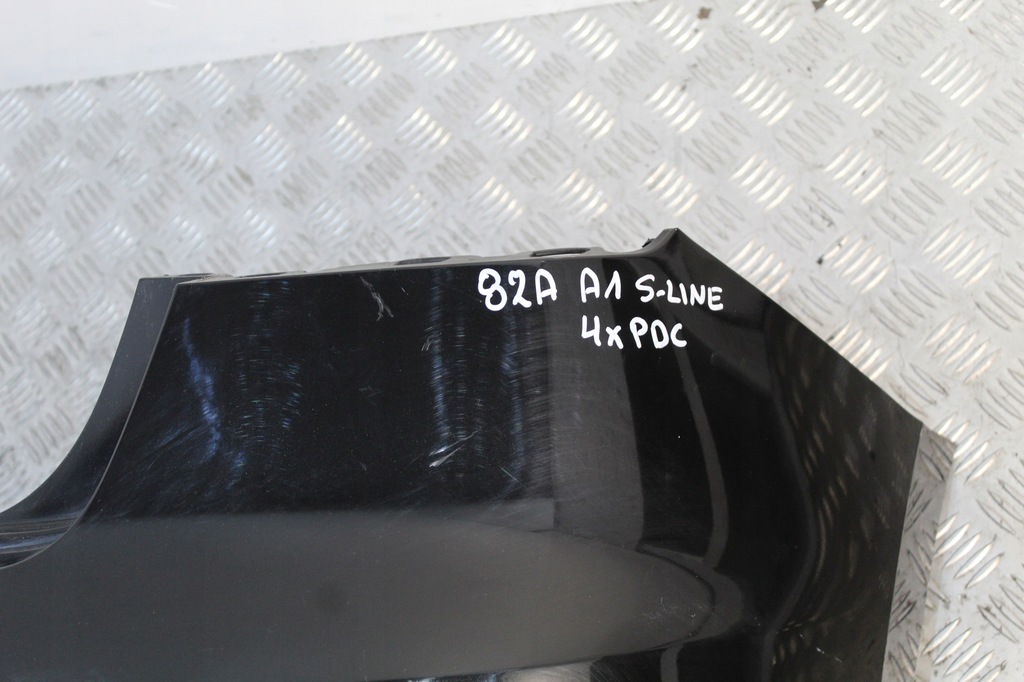 82A A1 S-LINE
4xPDC